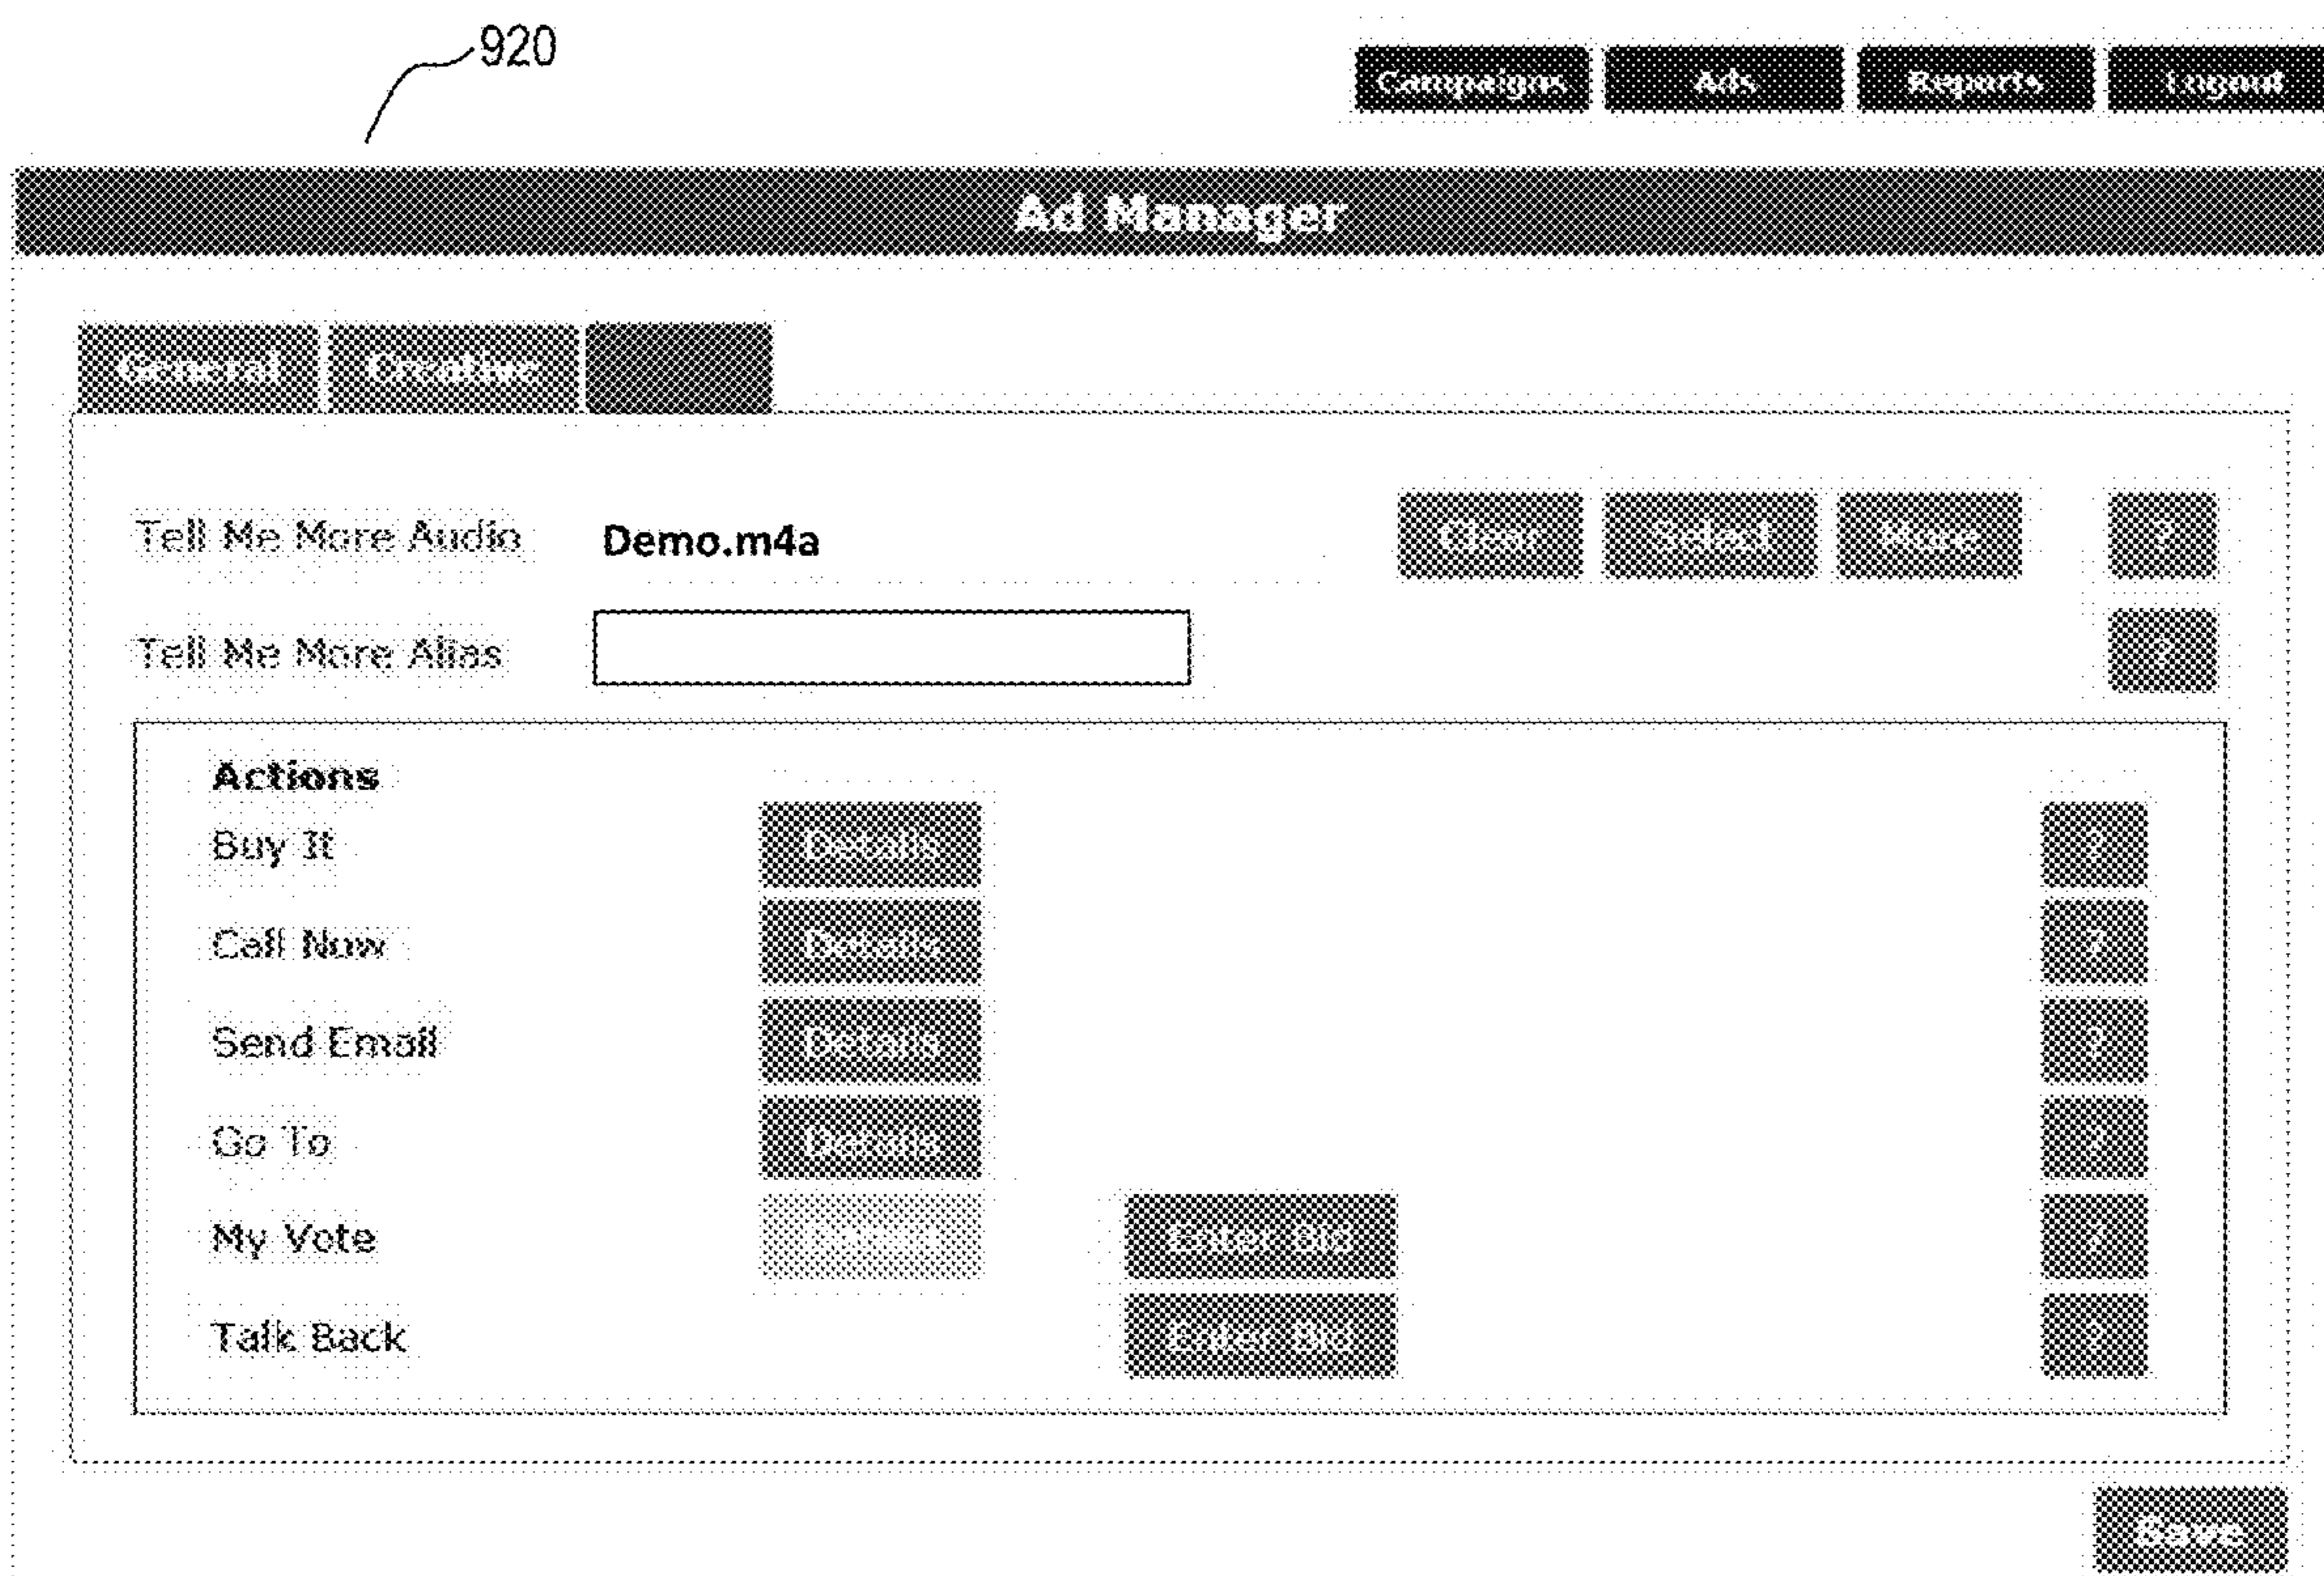 920
Campaigns Ads Reports Logout
Ad Manager
General Creative
Tell Me More Audio Demo.m4a Clear Select More ?
Tell Me More Alias ?
Actions
Buy It Details ?
Call Now Details ?
Send Email Details ?
Go To Details ?
My Vote Enter Bid ?
Talk Back Enter Bid ?
Save